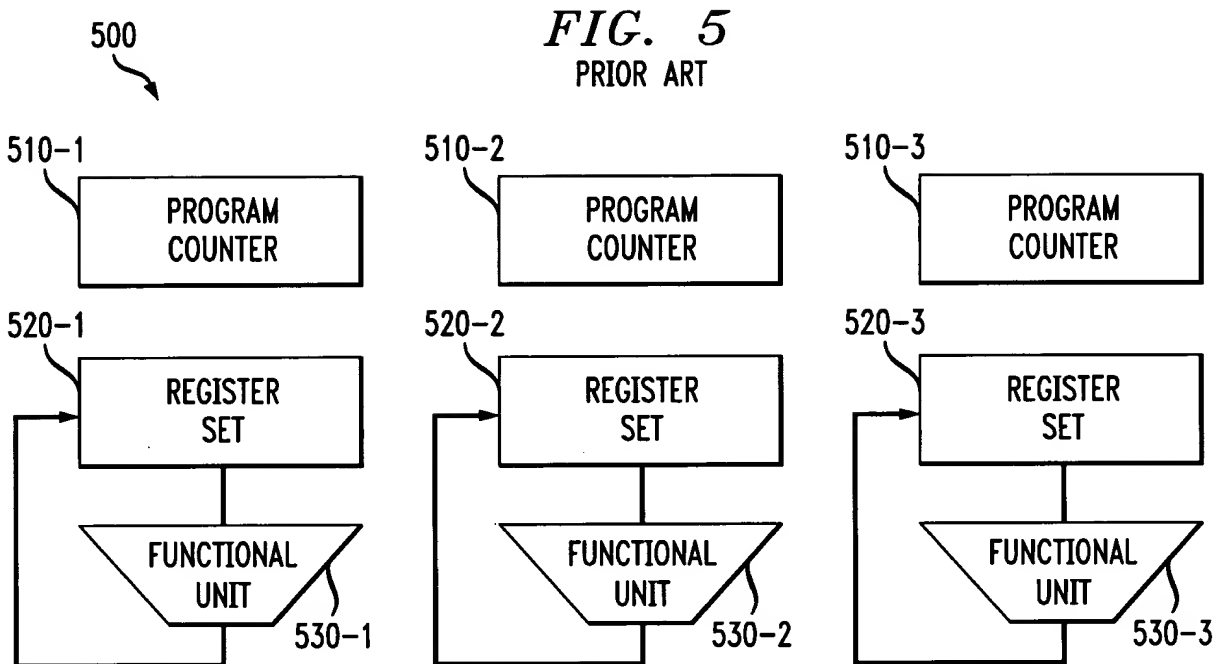 FIG. 5
PRIOR ART
500
510-1
PROGRAM
COUNTER
510-2
PROGRAM
COUNTER
510-3
PROGRAM
COUNTER
520-1
REGISTER
SET
520-2
REGISTER
SET
520-3
REGISTER
SET
FUNCTIONAL
UNIT
530-1
FUNCTIONAL
UNIT
530-2
FUNCTIONAL
UNIT
530-3